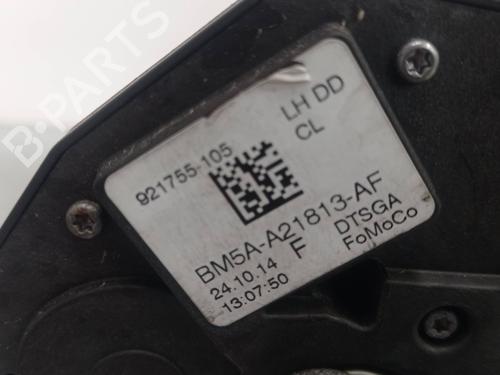 B-PARTS
LH DD
CL
921755-105
BM5A-A21813-AF
24.10.14 F DTSGA
13:07:50 FoMoCo